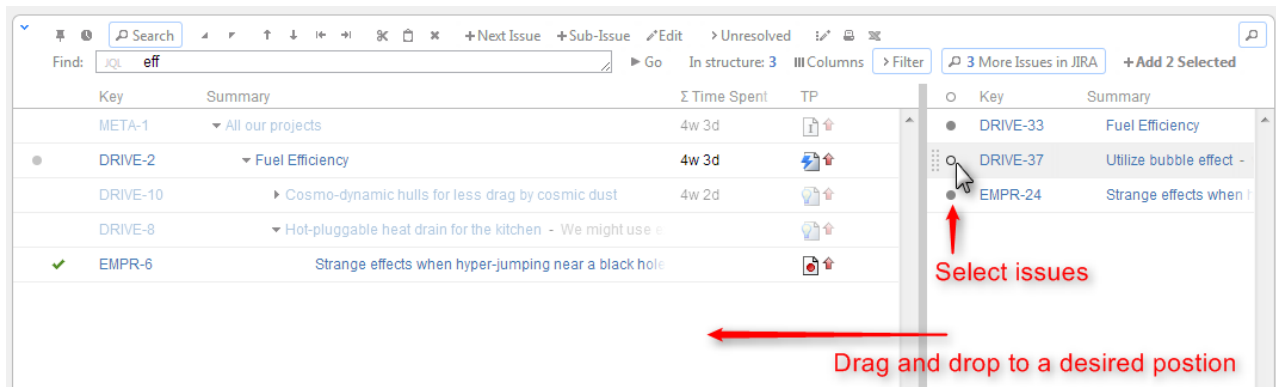 Search +Next Issue +Sub-Issue Edit >Unresolved
Find: JQL eff Go In structure: 3 Columns >Filter 3 More Issues in JIRA +Add 2 Selected
Key Summary Σ Time Spent TP Key Summary
META-1 All our projects 4w 3d DRIVE-33 Fuel Efficiency
DRIVE-2 Fuel Efficiency 4w 3d DRIVE-37 Utilize bubble effect -
DRIVE-10 Cosmo-dynamic hulls for less drag by cosmic dust 4w 2d EMPR-24 Strange effects when
DRIVE-8 Hot-pluggable heat drain for the kitchen - We might use
EMPR-6 Strange effects when hyper-jumping near a black hole
Select issues
Drag and drop to a desired postion